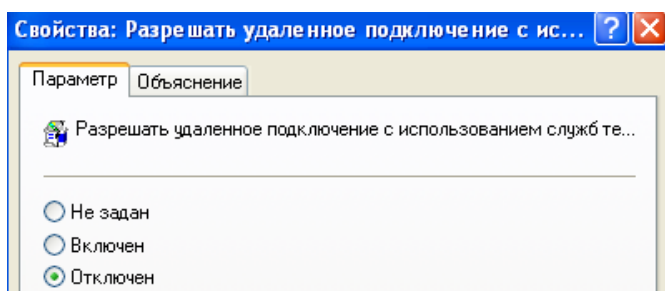 Свойства: Разрешать удаленное подключение с ис...
Параметр Объяснение
Разрешать удаленное подключение с использованием служб те...
Не задан
Включен
Отключен